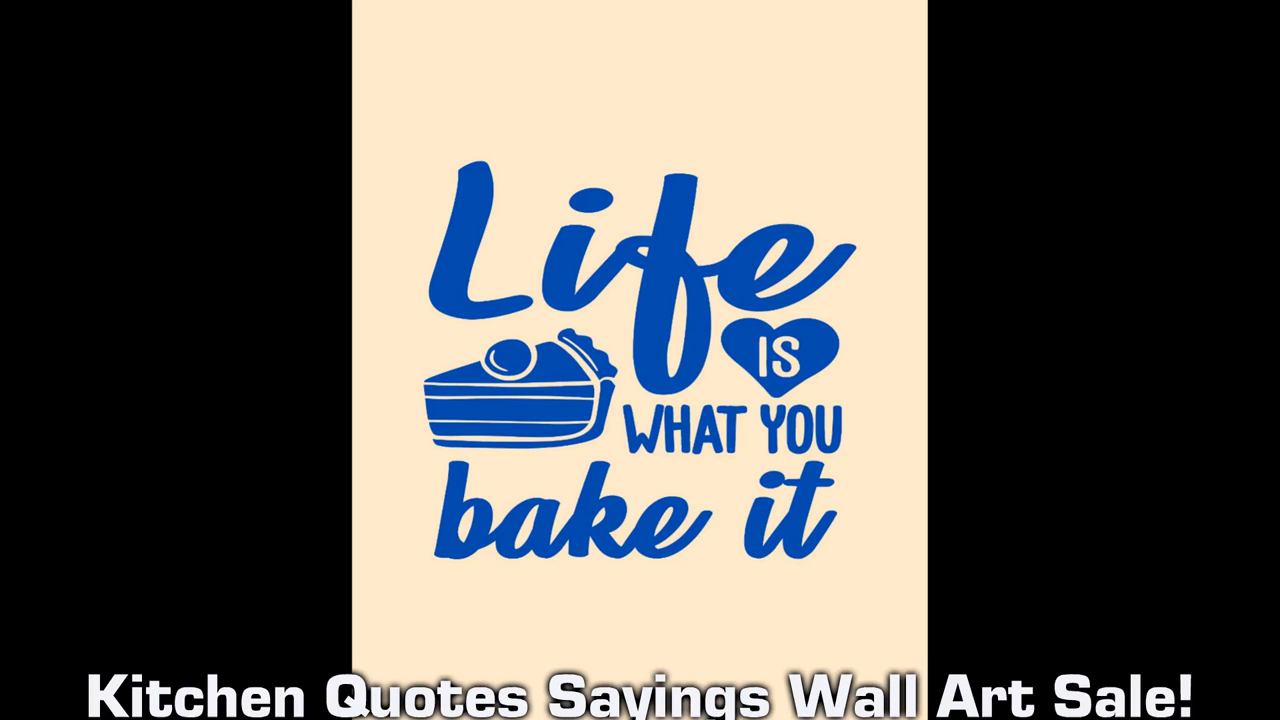 Life
IS
WHAT YOU
bake it
Kitchen Quotes Sayings Wall Art Sale!